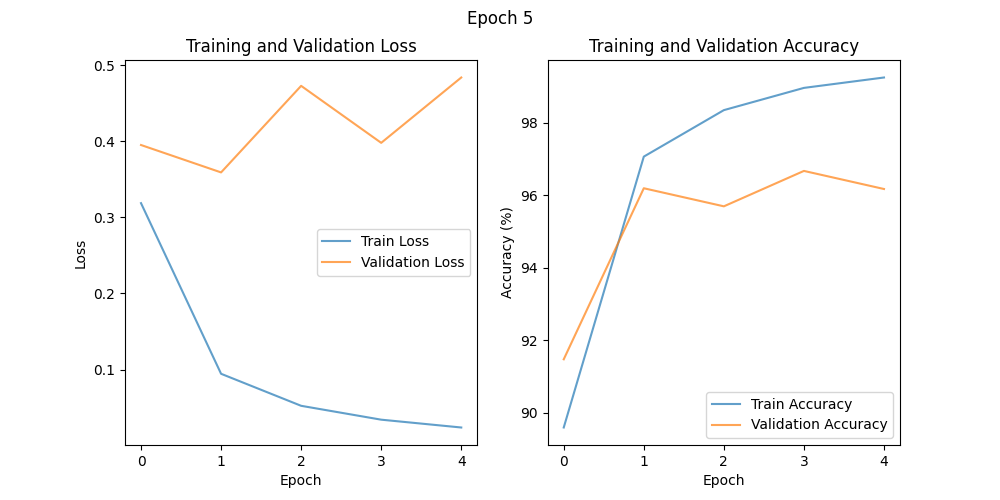 Epoch 5
Training and Validation Loss
0.5
0.4
0.3
0.2
0.1
Loss
Train Loss
Validation Loss
0 1 2 3 4
Epoch
Training and Validation Accuracy
98
96
94
92
90
Accuracy (%)
Train Accuracy
Validation Accuracy
0 1 2 3 4
Epoch